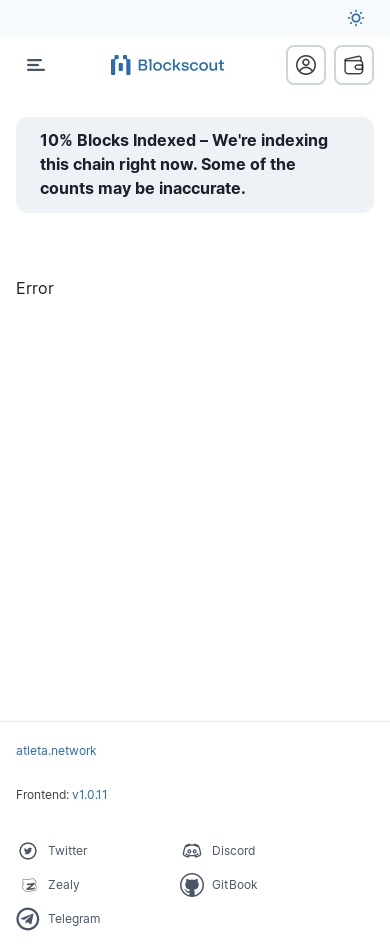 Blockscout
10% Blocks Indexed – We're indexing
this chain right now. Some of the
counts may be inaccurate.
Error
atleta.network
Frontend: v1.0.11
Twitter
Discord
Zealy
GitBook
Telegram